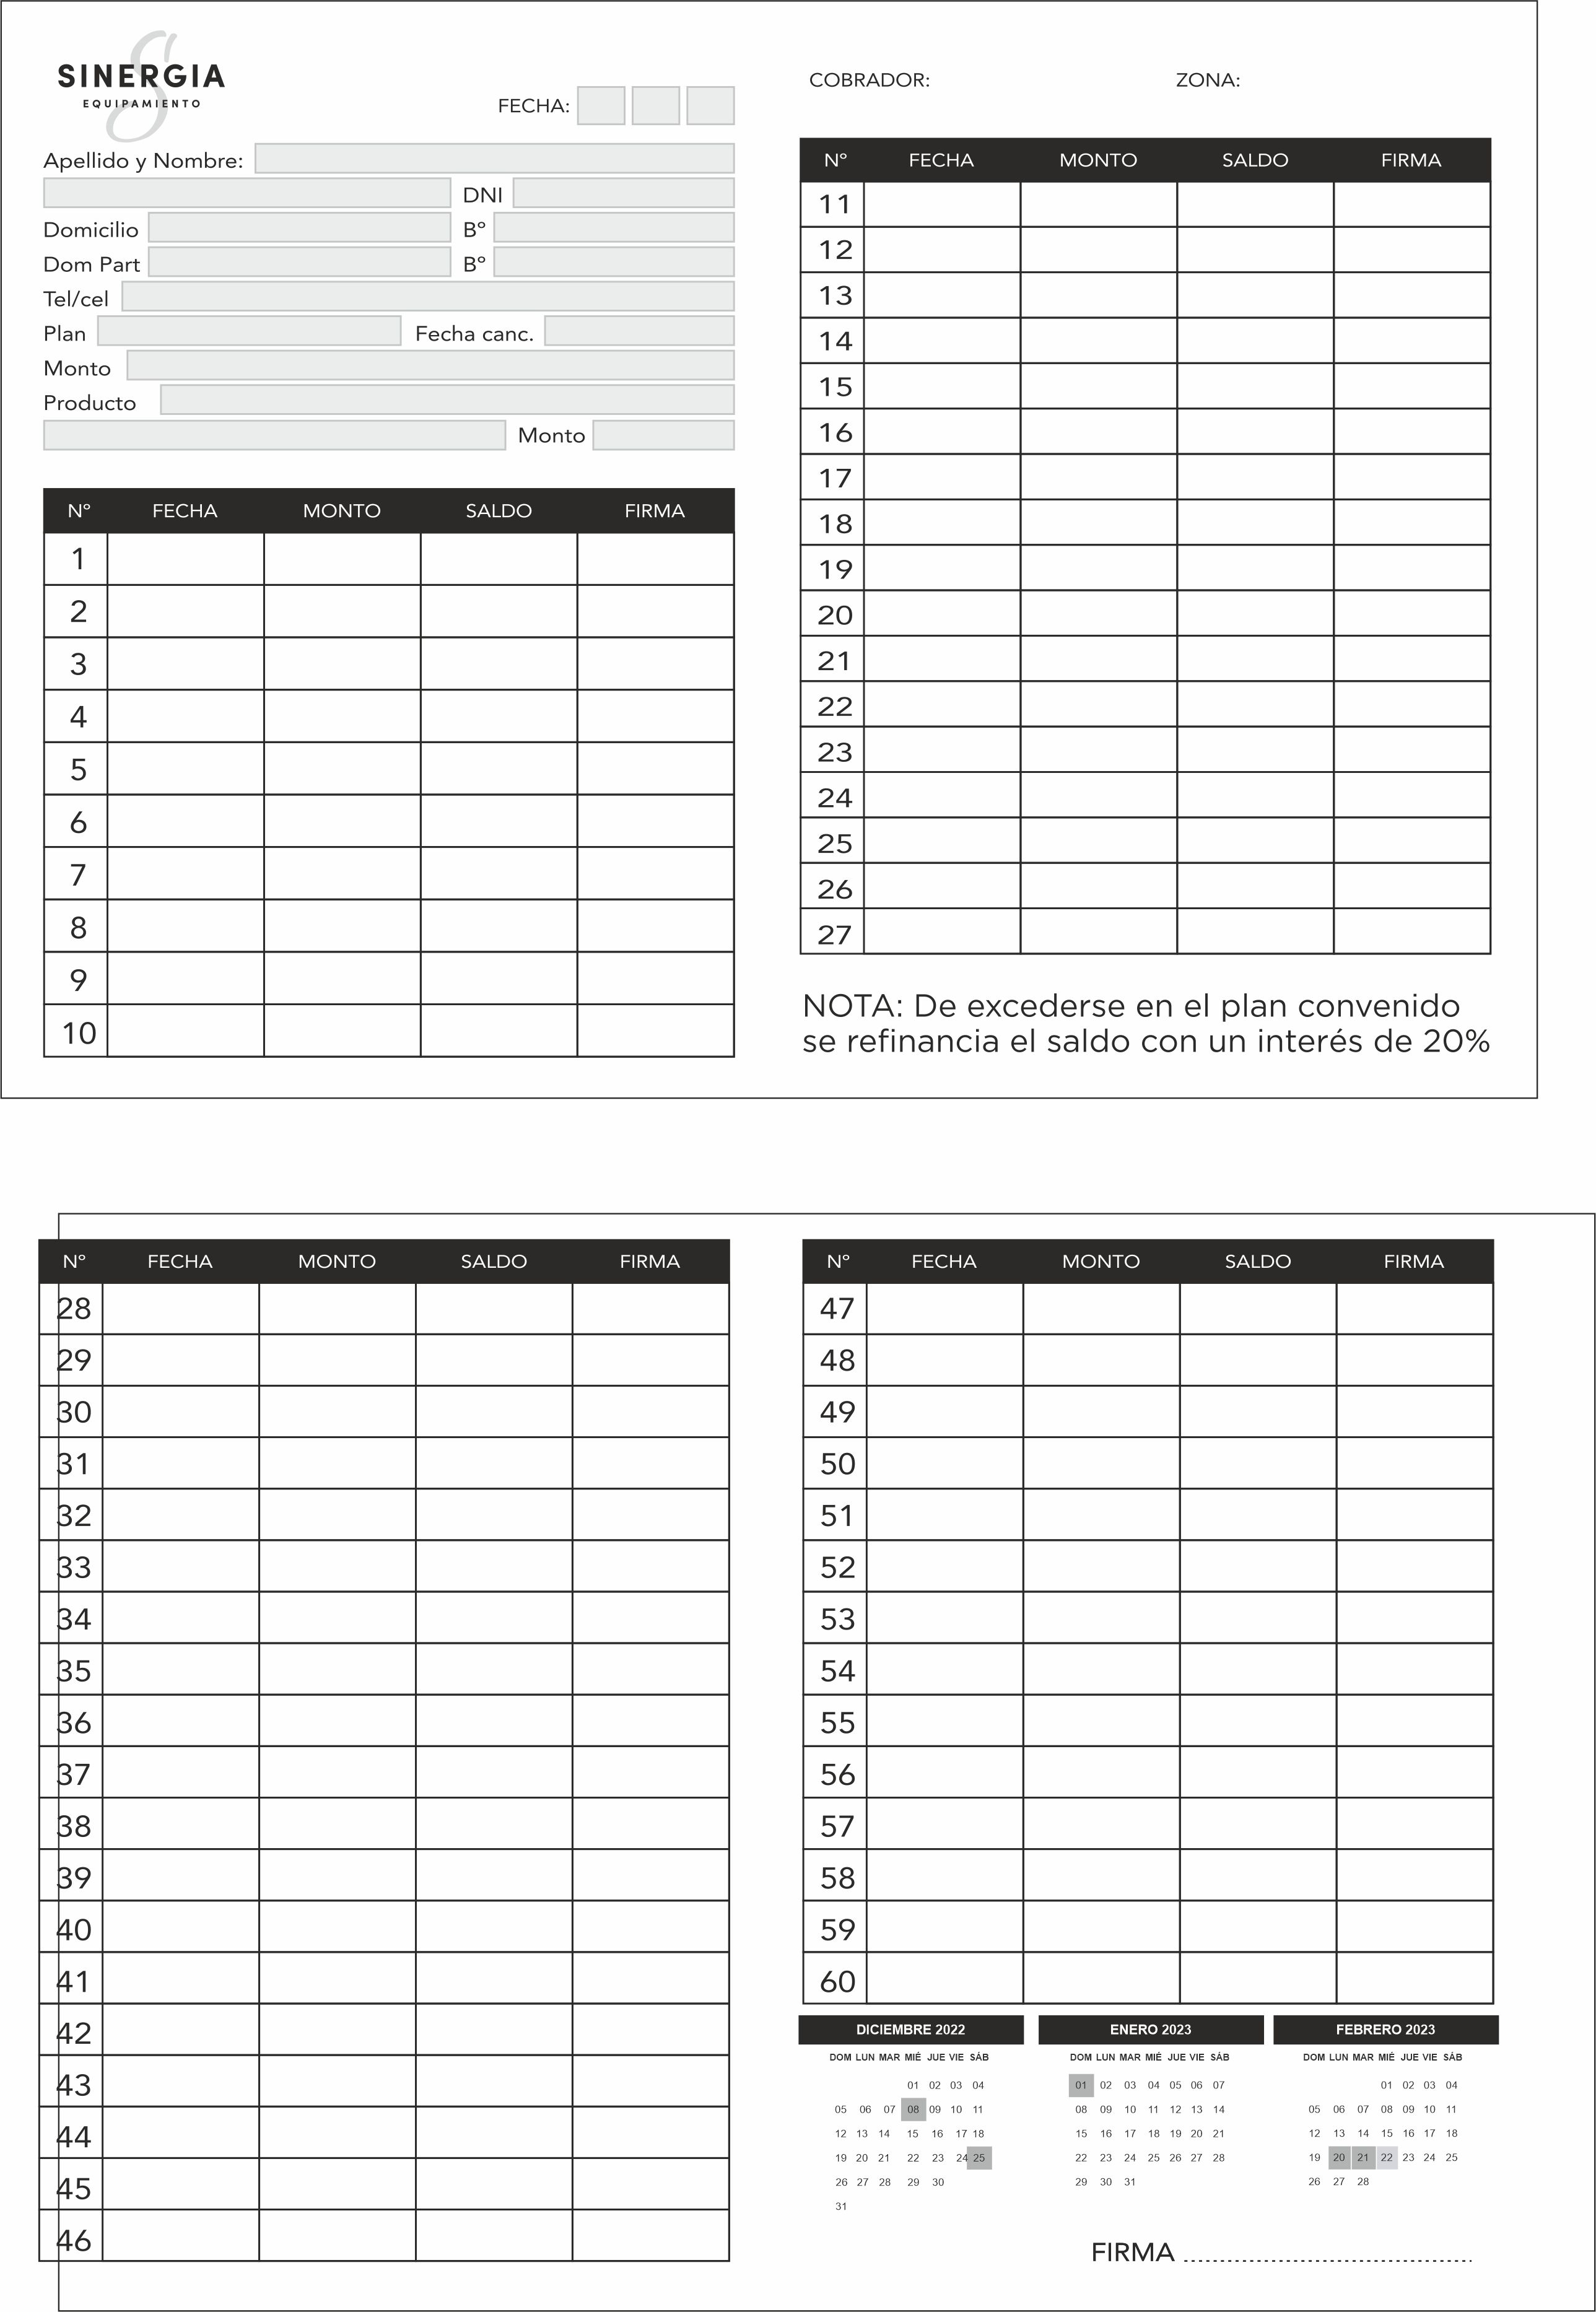 SINERGIA
EQUIPAMIENTO
FECHA:
Apellido y Nombre:
DNI
Domicilio Bº
Dom Part Bº
Tel/cel
Plan Fecha canc.
Monto
Producto
Monto
Nº FECHA MONTO SALDO FIRMA
1
2
3
4
5
6
7
8
9
10
COBRADOR: ZONA:
Nº FECHA MONTO SALDO FIRMA
11
12
13
14
15
16
17
18
19
20
21
22
23
24
25
26
27
NOTA: De excederse en el plan convenido
se refinancia el saldo con un interés de 20%
Nº FECHA MONTO SALDO FIRMA
28
29
30
31
32
33
34
35
36
37
38
39
40
41
42
43
44
45
46
Nº FECHA MONTO SALDO FIRMA
47
48
49
50
51
52
53
54
55
56
57
58
59
60
DICIEMBRE 2022
DOM LUN MAR MIÉ JUE VIE SÁB
01 02 03 04
05 06 07 08 09 10 11
12 13 14 15 16 17 18
19 20 21 22 23 24 25
26 27 28 29 30
31
ENERO 2023
DOM LUN MAR MIÉ JUE VIE SÁB
01 02 03 04 05 06 07
08 09 10 11 12 13 14
15 16 17 18 19 20 21
22 23 24 25 26 27 28
29 30 31
FEBRERO 2023
DOM LUN MAR MIÉ JUE VIE SÁB
01 02 03 04
05 06 07 08 09 10 11
12 13 14 15 16 17 18
19 20 21 22 23 24 25
26 27 28
FIRMA